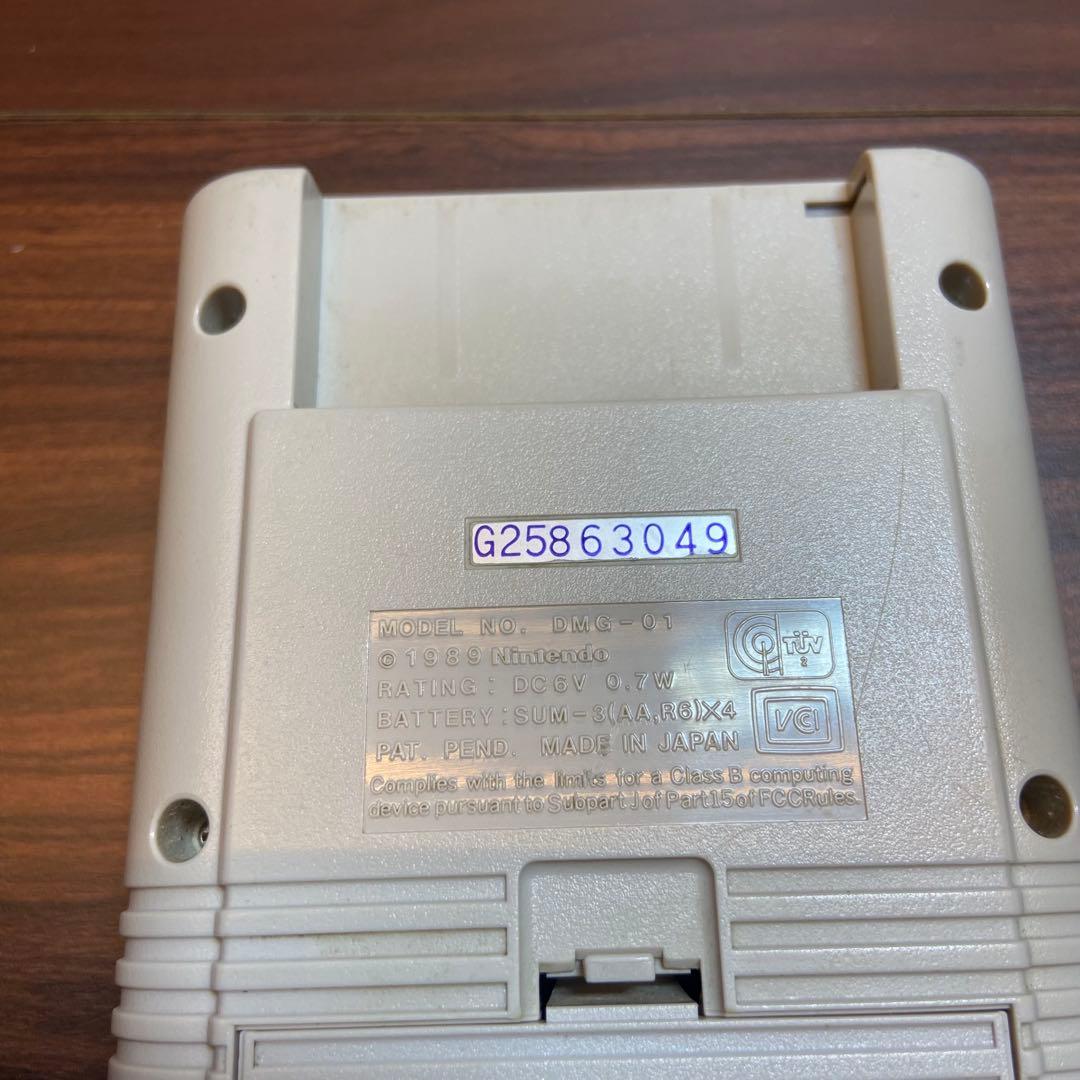 G25863049
MODEL NO. DMG-01
©1989 Nintendo
RATING: DC6V 0.7W
BATTERY: SUM-3(AA,R6)X4
PAT. PEND. MADE IN JAPAN
TÜV
2
VCI
Complies with the limits for a Class B computing
device pursuant to Subpart J of Part 15 of FCC Rules.